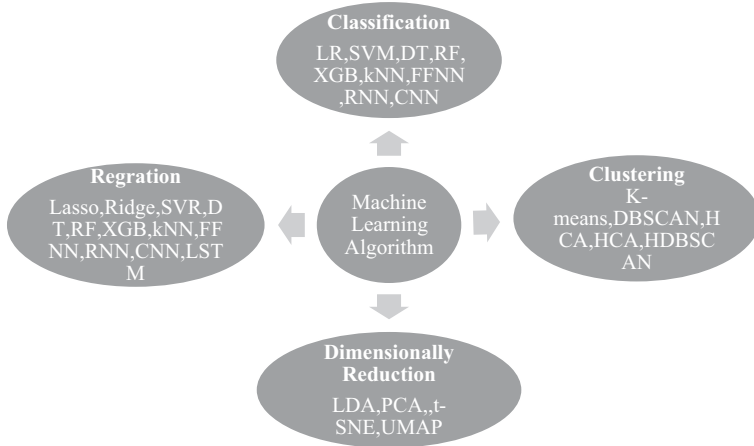 Classification
LR,SVM,DT,RF,
XGB,kNN,FFNN
,RNN,CNN
Regration
Lasso,Ridge,SVR,D
T,RF,XGB,kNN,FF
NN,RNN,CNN,LST
M
Machine
Learning
Algorithm
Clustering
K-
means,DBSCAN,H
CA,HCA,HDBSC
AN
Dimensionally
Reduction
LDA,PCA,,t-
SNE,UMAP